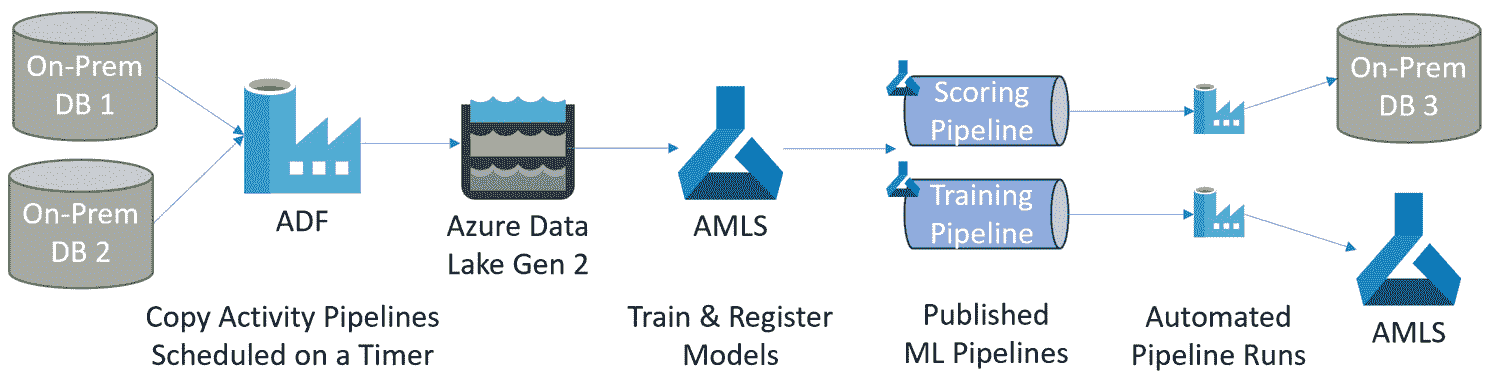 On-Prem
DB 1
On-Prem
DB 2
ADF
Azure Data
Lake Gen 2
AMLS
Scoring
Pipeline
Training
Pipeline
On-Prem
DB 3
AMLS
Copy Activity Pipelines
Scheduled on a Timer
Train & Register
Models
Published
ML Pipelines
Automated
Pipeline Runs